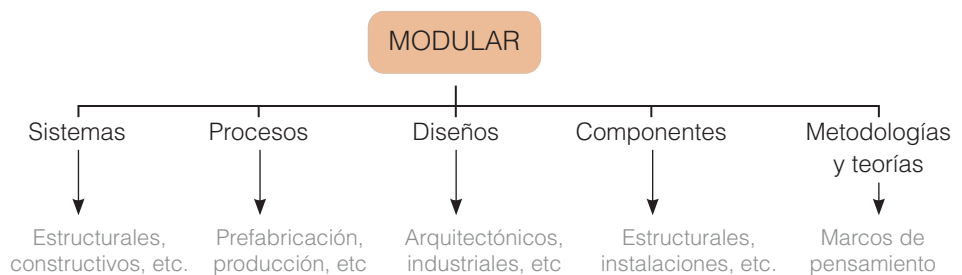 MODULAR
Sistemas
Procesos
Diseños
Componentes
Metodologías
y teorías
Estructurales,
constructivos, etc.
Prefabricación,
producción, etc
Arquitectónicos,
industriales, etc
Estructurales,
instalaciones, etc.
Marcos de
pensamiento